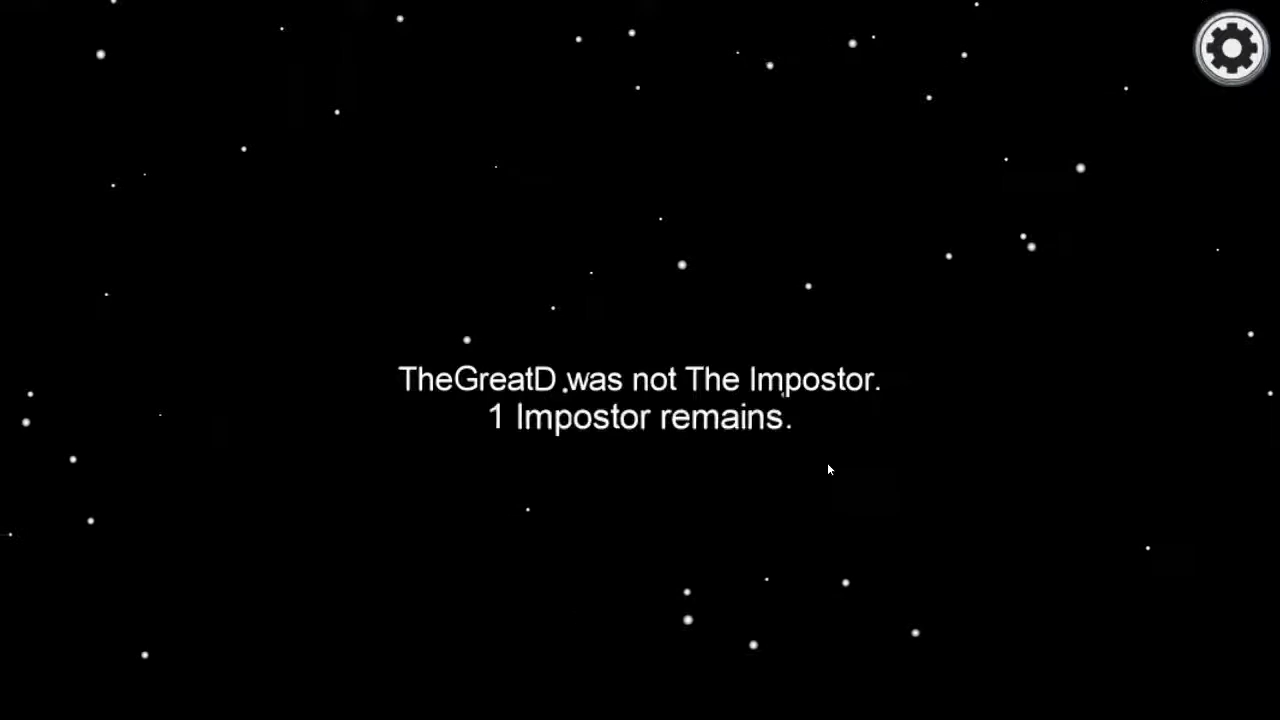 TheGreatD was not The Impostor.
1 Impostor remains.